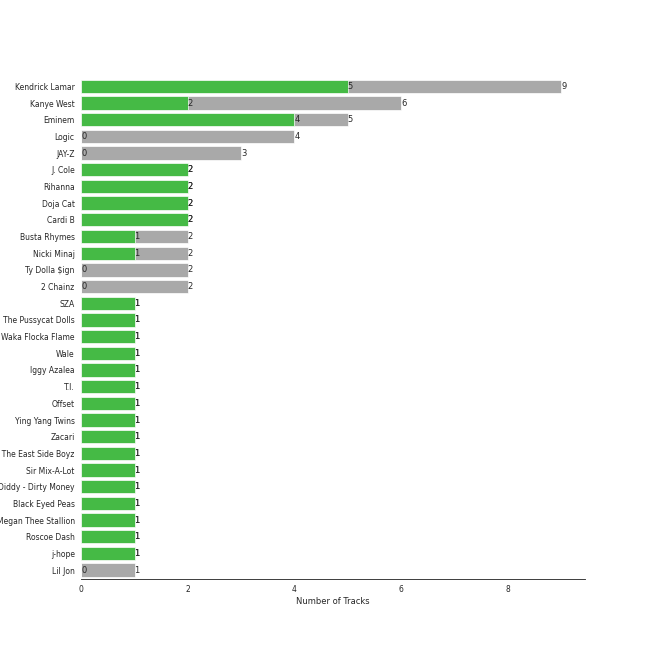 Kendrick Lamar 5 9
Kanye West 2 6
Eminem 4 5
Logic 0 4
JAY-Z 0 3
J. Cole 2
Rihanna 2
Doja Cat 2
Cardi B 2
Busta Rhymes 1 2
Nicki Minaj 1 2
Ty Dolla $ign 0 2
2 Chainz 0 2
SZA 1
The Pussycat Dolls 1
Waka Flocka Flame 1
Wale 1
Iggy Azalea 1
T.I. 1
Offset 1
Ying Yang Twins 1
Zacari 1
The East Side Boyz 1
Sir Mix-A-Lot 1
Diddy - Dirty Money 1
Black Eyed Peas 1
Megan Thee Stallion 1
Roscoe Dash 1
j-hope 1
Lil Jon 0 1
0 2 4 6 8
Number of Tracks